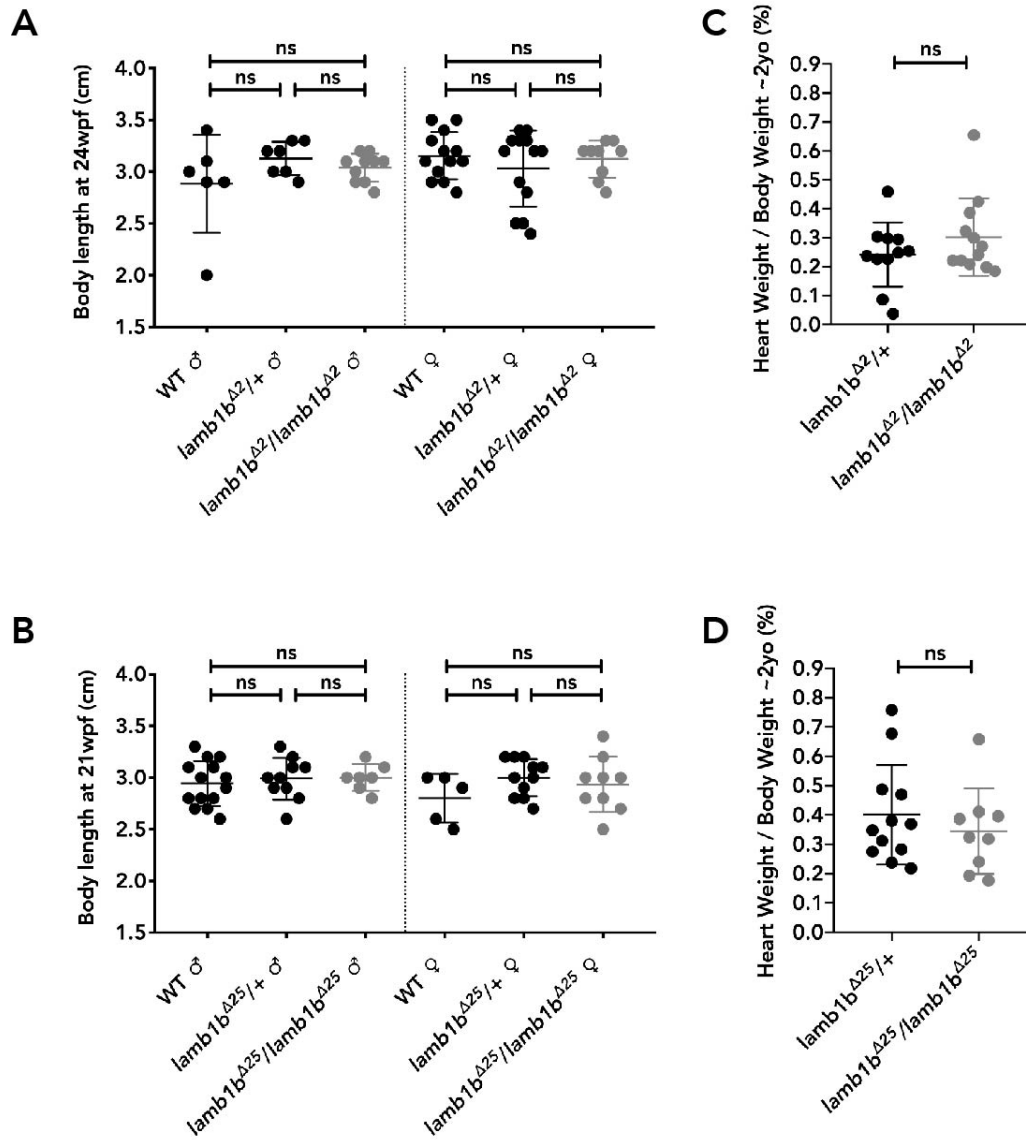 A
Body length at 24wpf (cm)
4.0
3.5
3.0
2.5
2.0
1.5
ns
ns
ns
ns
ns
ns
WT ♂
lamb1b^Δ2/+ ♂
lamb1b^Δ2/lamb1b^Δ2 ♂
WT ♀
lamb1b^Δ2/+ ♀
lamb1b^Δ2/lamb1b^Δ2 ♀
C
Heart Weight / Body Weight ~2yo (%)
0.9
0.8
0.7
0.6
0.5
0.4
0.3
0.2
0.1
0.0
ns
lamb1b^Δ2/+
lamb1b^Δ2/lamb1b^Δ2
B
Body length at 21wpf (cm)
4.0
3.5
3.0
2.5
2.0
1.5
ns
ns
ns
ns
ns
ns
WT ♂
lamb1b^Δ25/+ ♂
lamb1b^Δ25/lamb1b^Δ25 ♂
WT ♀
lamb1b^Δ25/+ ♀
lamb1b^Δ25/lamb1b^Δ25 ♀
D
Heart Weight / Body Weight ~2yo (%)
0.9
0.8
0.7
0.6
0.5
0.4
0.3
0.2
0.1
0.0
ns
lamb1b^Δ25/+
lamb1b^Δ25/lamb1b^Δ25